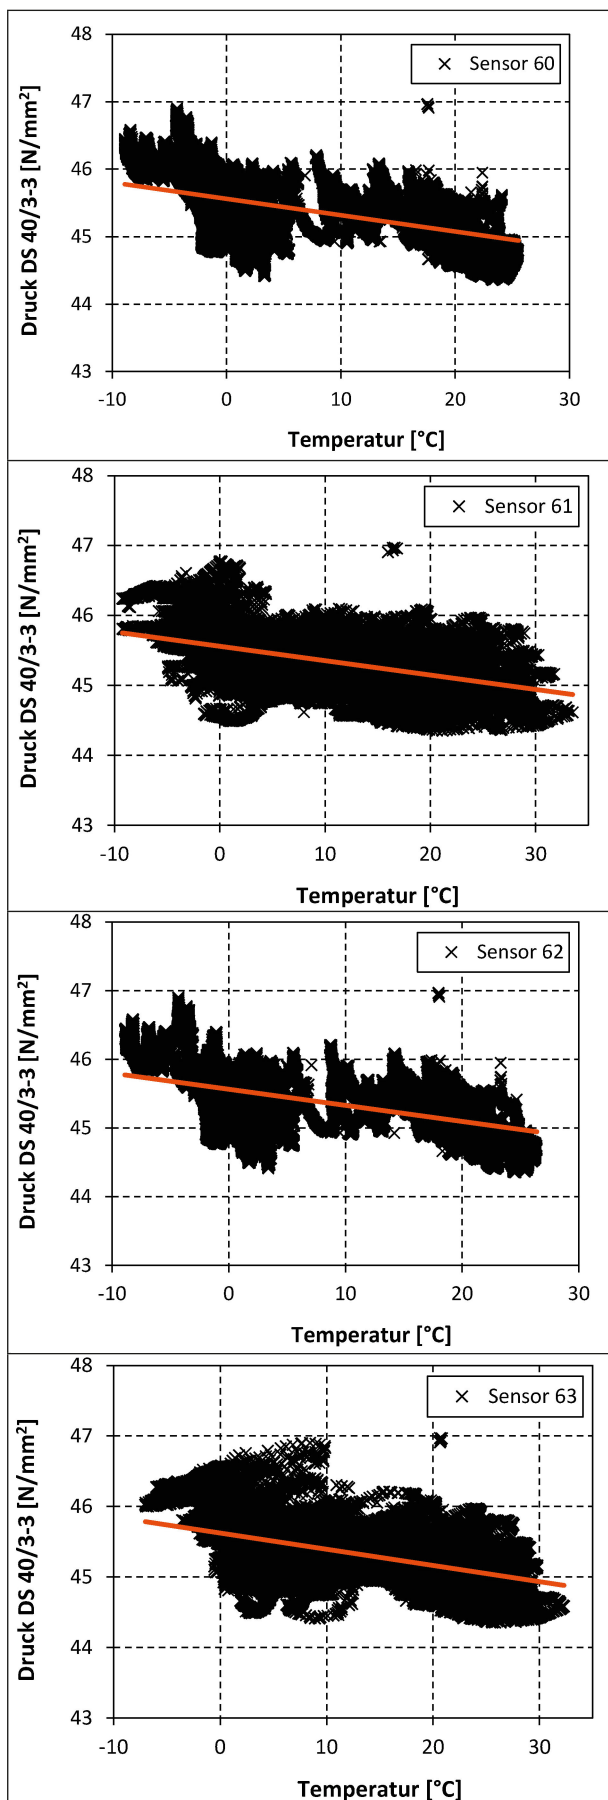 48
Sensor 60
47
46
45
44
43
-10 0 10 20 30
Druck DS 40/3-3 [N/mm²]
Temperatur [°C]
48
Sensor 61
47
46
45
44
43
-10 0 10 20 30
Druck DS 40/3-3 [N/mm²]
Temperatur [°C]
48
Sensor 62
47
46
45
44
43
-10 0 10 20 30
Druck DS 40/3-3 [N/mm²]
Temperatur [°C]
48
Sensor 63
47
46
45
44
43
-10 0 10 20 30
Druck DS 40/3-3 [N/mm²]
Temperatur [°C]